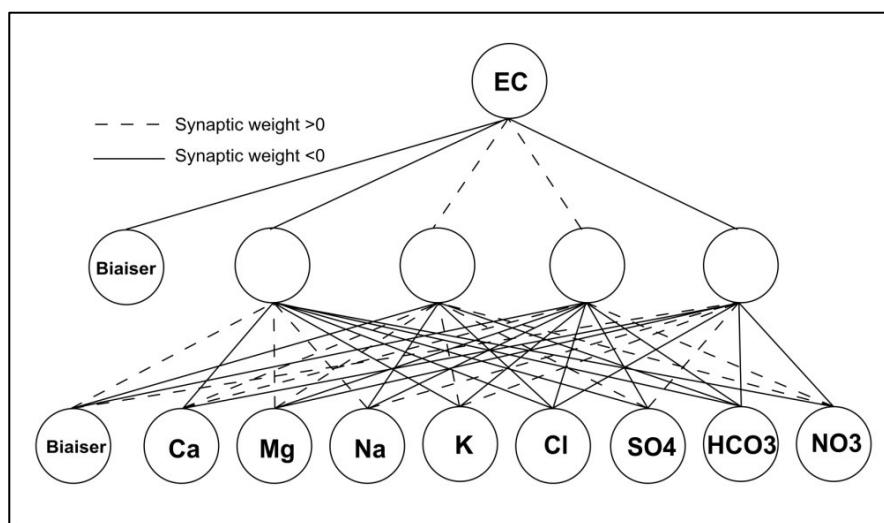 EC
Synaptic weight >0
Synaptic weight <0
Biaiser
Biaiser Ca Mg Na K Cl SO4 HCO3 NO3